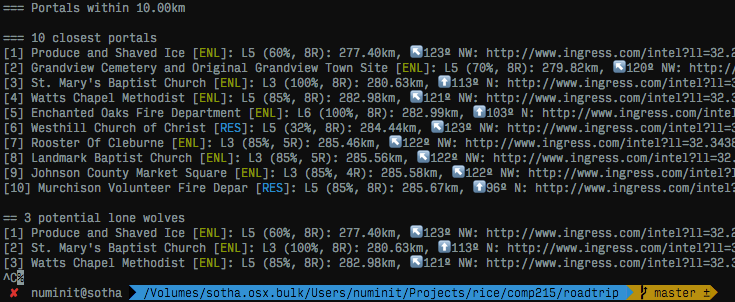 === Portals within 10.00km
=== 10 closest portals
[1] Produce and Shaved Ice [ENL]: L5 (60%, 8R): 277.40km, ↖123º NW: http://www.ingress.com/intel?ll=32.2
[2] Grandview Cemetery and Original Grandview Town Site [ENL]: L5 (70%, 8R): 279.82km, ↖120º NW: http://
[3] St. Mary's Baptist Church [ENL]: L3 (100%, 8R): 280.63km, ⬆113º N: http://www.ingress.com/intel?ll=32.
[4] Watts Chapel Methodist [ENL]: L5 (85%, 8R): 282.98km, ↖121º NW: http://www.ingress.com/intel?ll=32.3
[5] Enchanted Oaks Fire Department [ENL]: L6 (100%, 8R): 282.99km, ⬆103º N: http://www.ingress.com/intel?
[6] Westhill Church of Christ [RES]: L5 (32%, 8R): 284.44km, ↖123º NW: http://www.ingress.com/intel?ll=32
[7] Rooster Of Cleburne [ENL]: L3 (85%, 5R): 285.46km, ↖122º NW: http://www.ingress.com/intel?ll=32.3438
[8] Landmark Baptist Church [ENL]: L3 (85%, 5R): 285.56km, ↖122º NW: http://www.ingress.com/intel?ll=32.
[9] Johnson County Market Square [ENL]: L3 (85%, 4R): 285.58km, ↖122º NW: http://www.ingress.com/intel?l
[10] Murchison Volunteer Fire Depar [RES]: L5 (85%, 8R): 285.67km, ⬆96º N: http://www.ingress.com/intel?
== 3 potential lone wolves
[1] Produce and Shaved Ice [ENL]: L5 (60%, 8R): 277.40km, ↖123º NW: http://www.ingress.com/intel?ll=32.2
[2] St. Mary's Baptist Church [ENL]: L3 (100%, 8R): 280.63km, ⬆113º N: http://www.ingress.com/intel?ll=32.
[3] Watts Chapel Methodist [ENL]: L5 (85%, 8R): 282.98km, ↖121º NW: http://www.ingress.com/intel?ll=32.3
^C
✘ numinit@sotha /Volumes/sotha.osx.bulk/Users/numinit/Projects/rice/comp215/roadtrip master ±